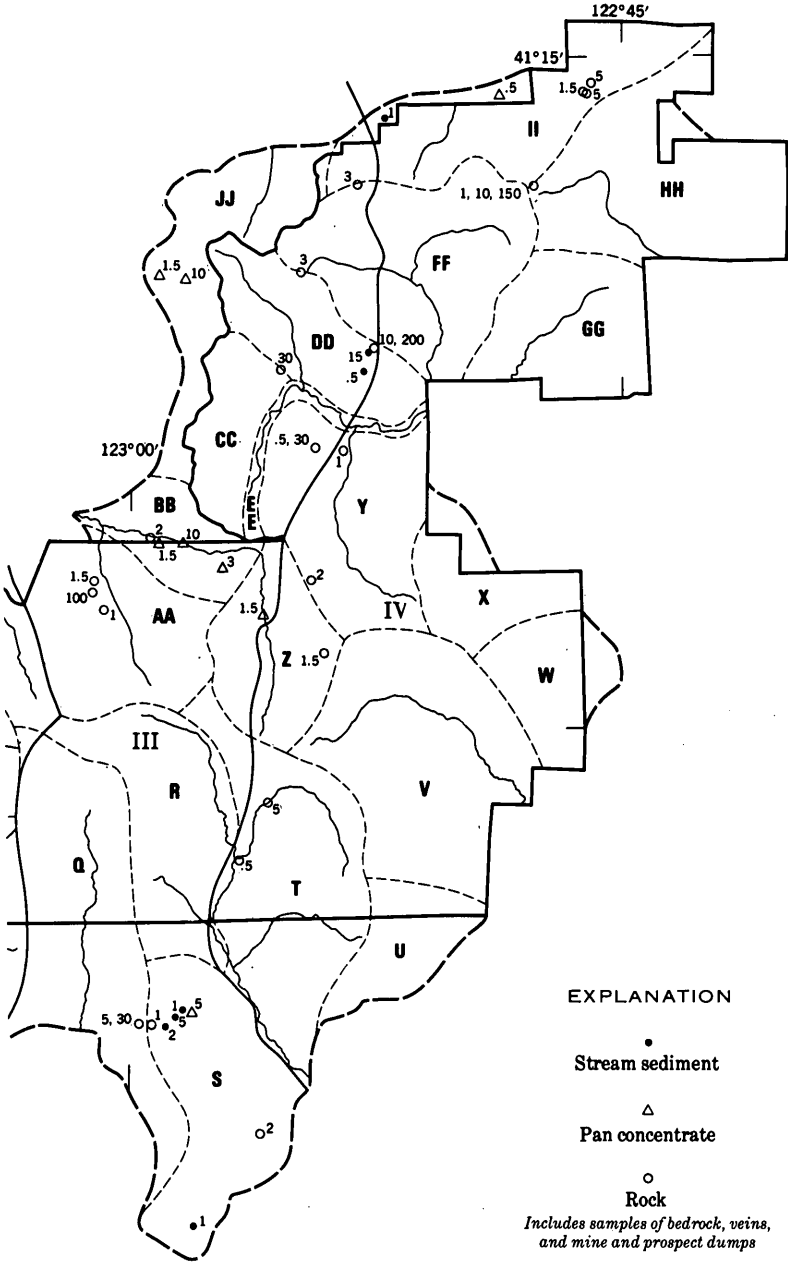 122°45′
41°15′
.5
5
1.5
5
1
II
3
1, 10, 150
HH
JJ
1.5
10
3
FF
GG
DD
10, 200
15
.5
30
CC
.5, 30
1
123°00′
BB
E
E
Y
2
10
1.5
3
2
X
1.5
100
1
AA
1.5
IV
Z
1.5
W
III
R
V
5
.5
Q
T
U
1
5
5, 30
1
5
2
S
2
1
EXPLANATION
Stream sediment
Pan concentrate
Rock
Includes samples of bedrock, veins,
and mine and prospect dumps